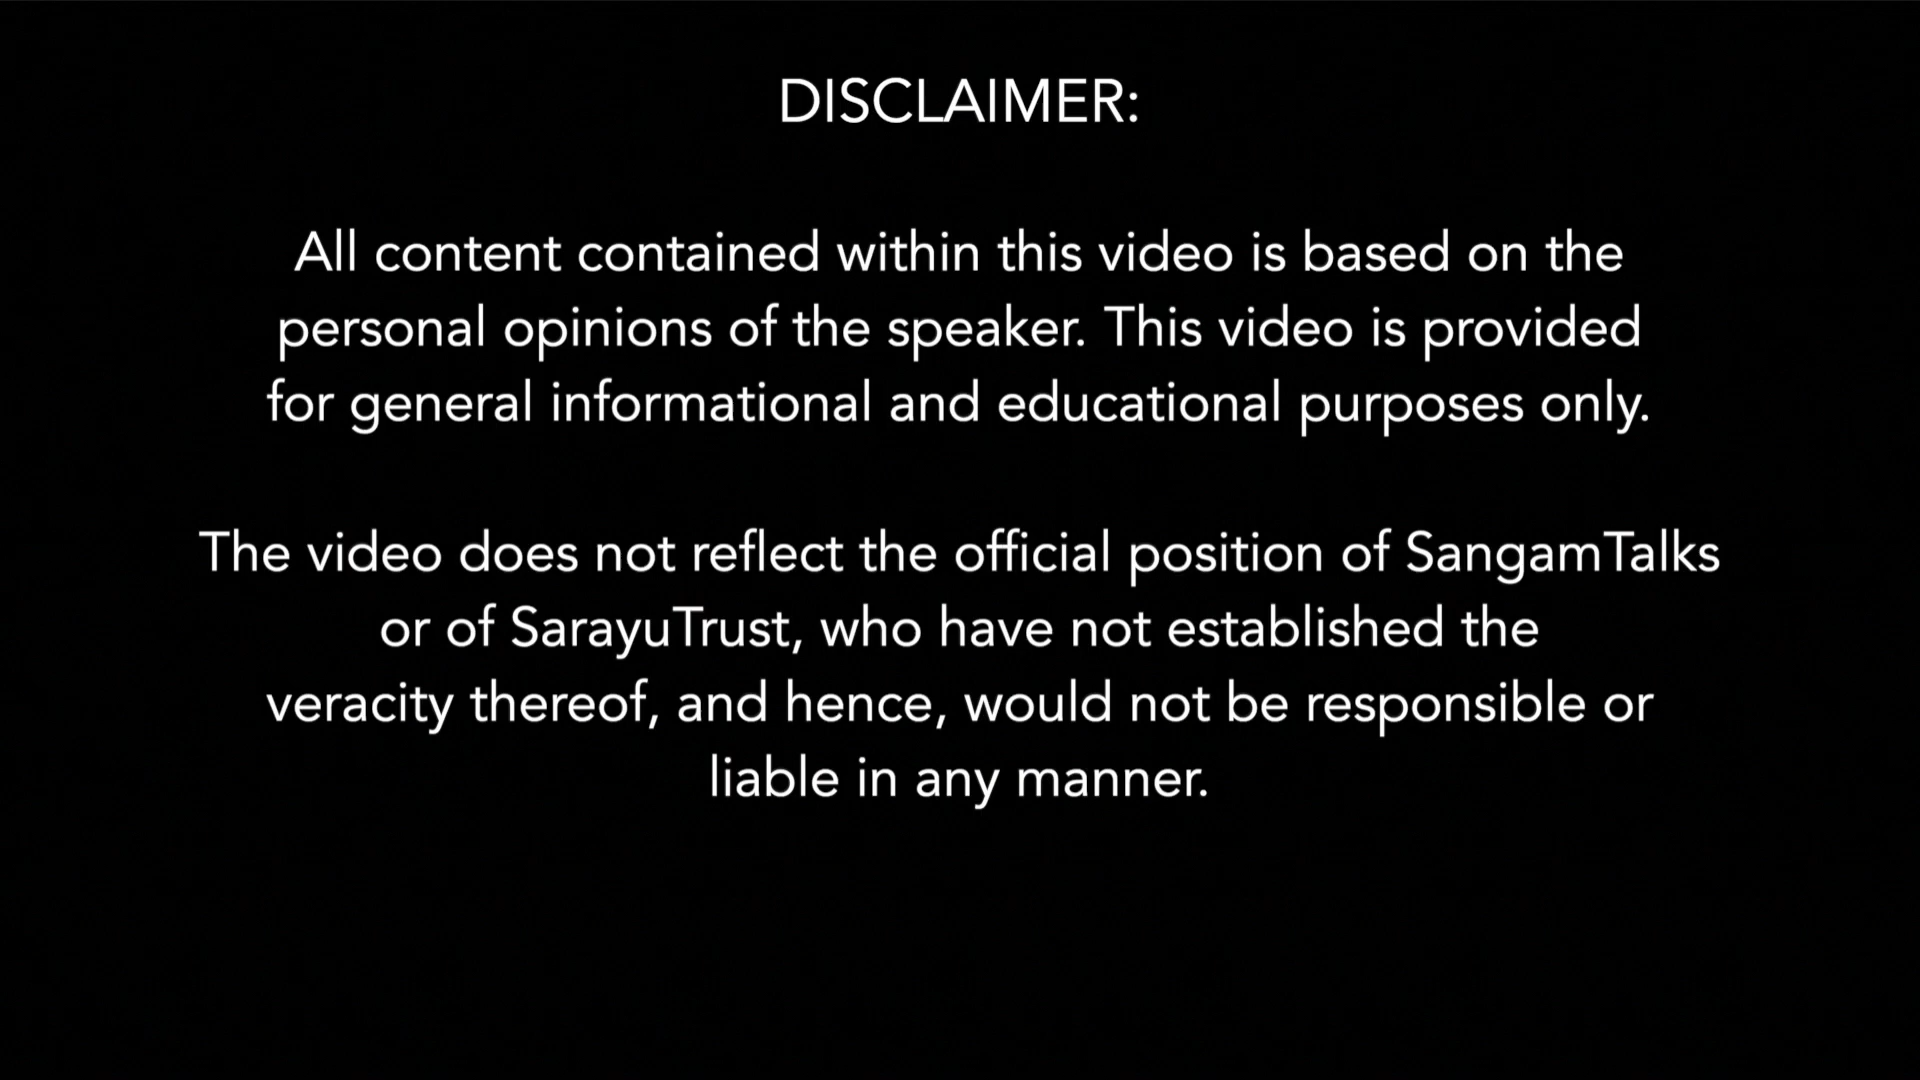 DISCLAIMER:
All content contained within this video is based on the
personal opinions of the speaker. This video is provided
for general informational and educational purposes only.
The video does not reflect the official position of SangamTalks
or of SarayuTrust, who have not established the
veracity thereof, and hence, would not be responsible or
liable in any manner.